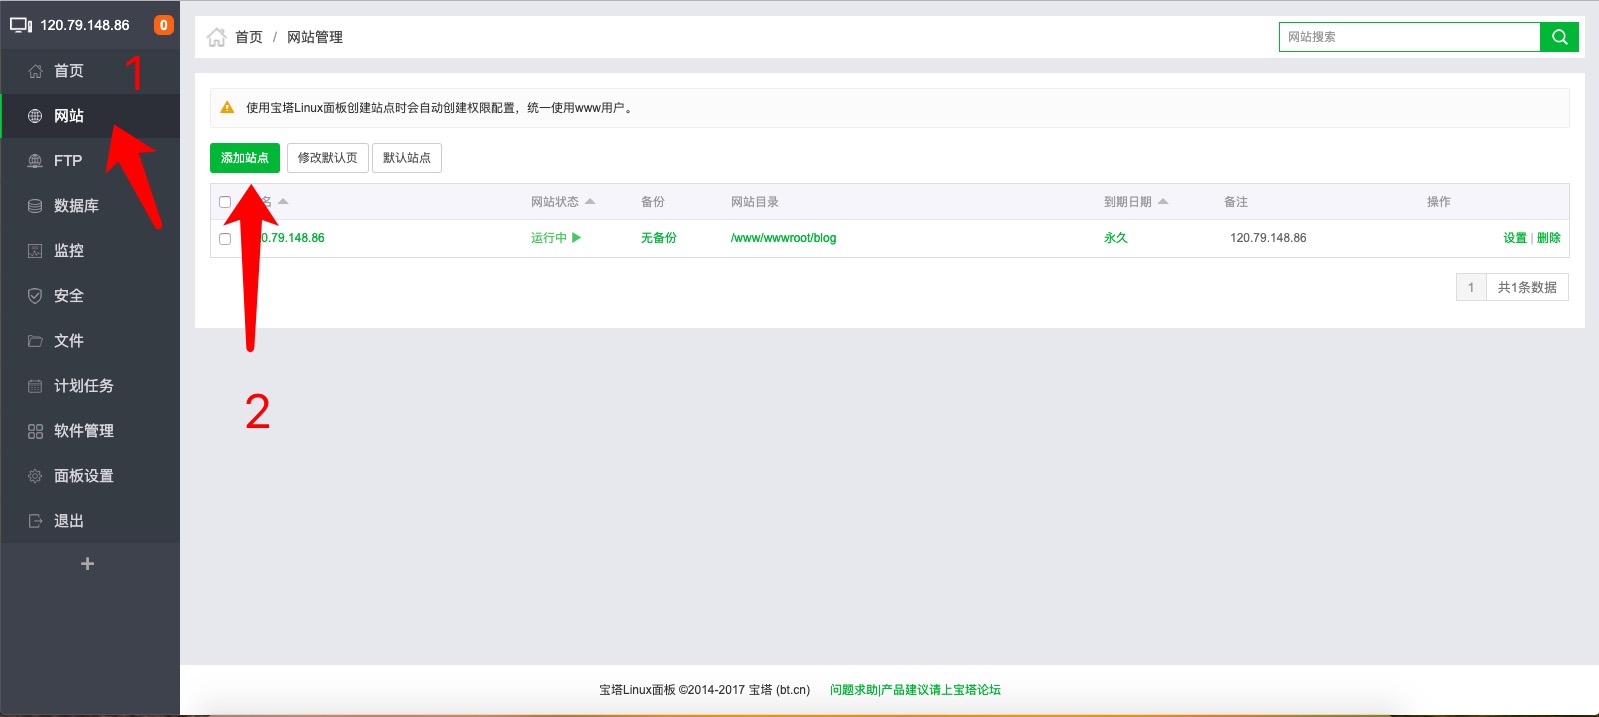 120.79.148.86 0
首页 / 网站管理
网站搜索
首页
1
网站
FTP
数据库
监控
安全
文件
计划任务
软件管理
面板设置
退出
+
使用宝塔Linux面板创建站点时会自动创建权限配置，统一使用www用户。
添加站点 修改默认页 默认站点
名 网站状态 备份 网站目录 到期日期 备注 操作
0.79.148.86 运行中 无备份 /www/wwwroot/blog 永久 120.79.148.86 设置 | 删除
1 共1条数据
2
宝塔Linux面板 ©2014-2017 宝塔 (bt.cn) 问题求助|产品建议请上宝塔论坛